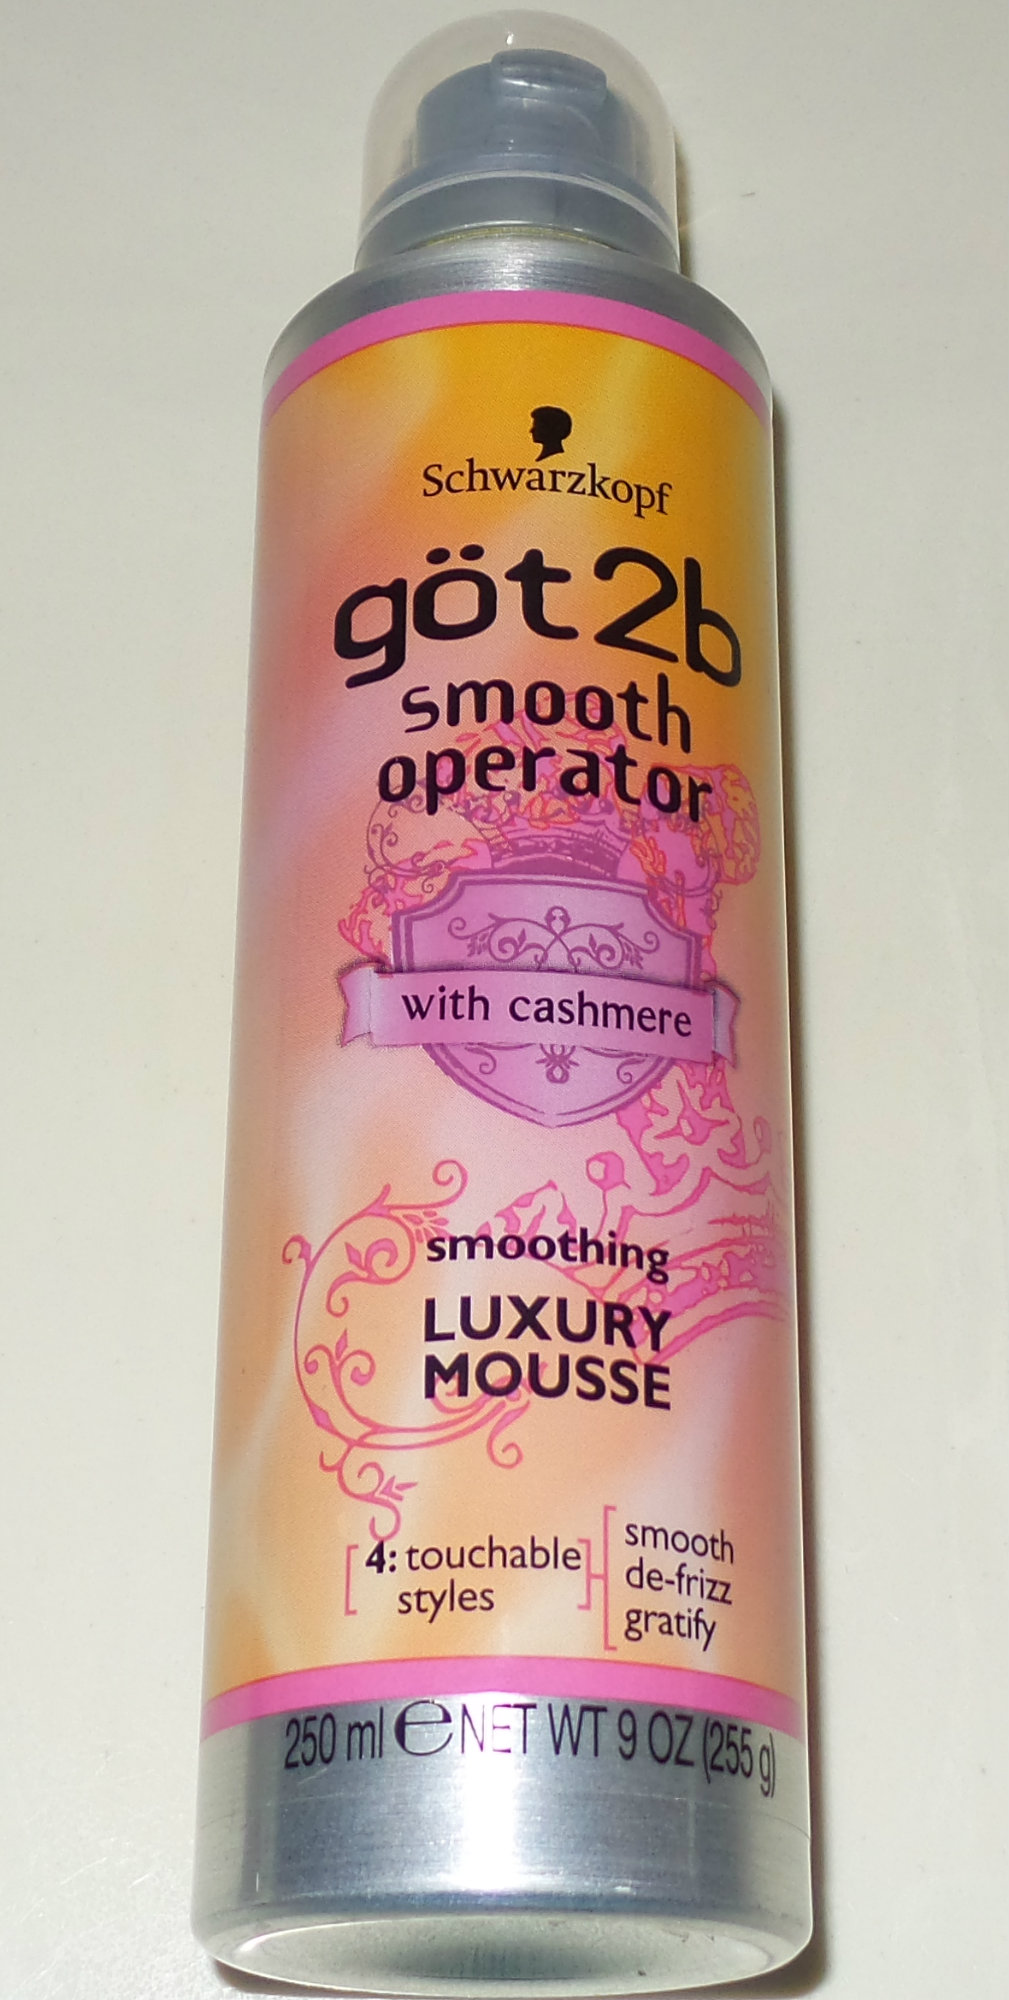 Schwarzkopf
göt2b
smooth
operator
with cashmere
smoothing
LUXURY
MOUSSE
4: touchable
styles
smooth
de-frizz
gratify
250 ml ℮ NET WT 9 OZ (255 g)